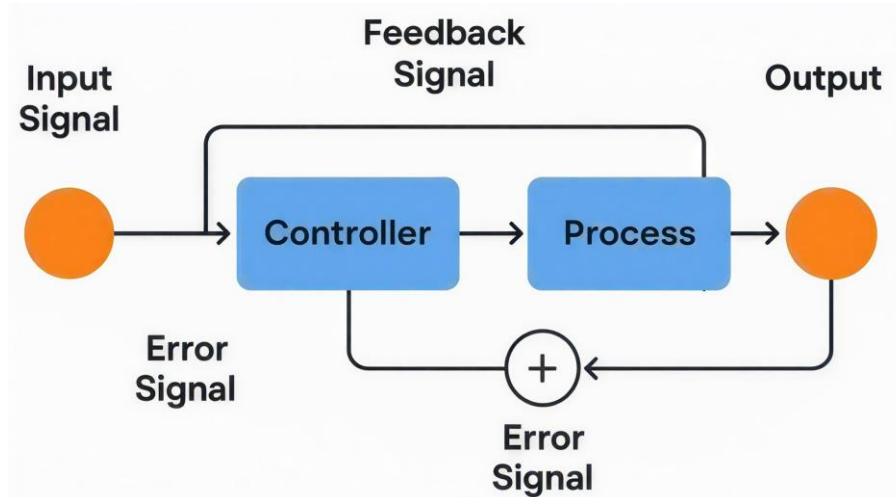 Feedback
Signal
Input
Signal
Output
Controller
Process
+
Error
Signal
Error
Signal